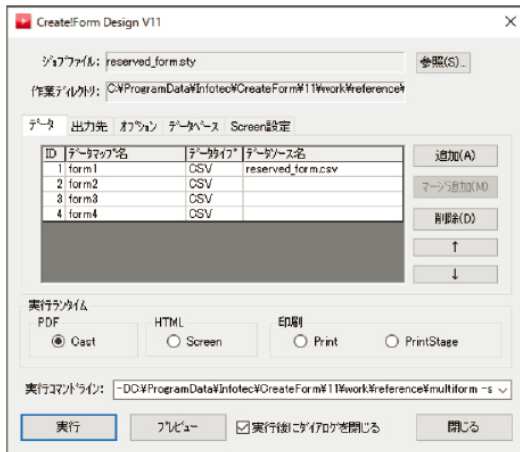 Create!Form Design V11
ジョブファイル: reserved_form.sty 参照(S)...
作業ディレクトリ: C:¥ProgramData¥Infotec¥CreateForm¥11¥work¥reference¥
データ 出力先 オプション データベース Screen設定
ID データマップ名 データタイプ データソース名
1 form1 CSV reserved_form.csv
2 form2 CSV
3 form3 CSV
4 form4 CSV
追加(A)
マージ追加(M)
削除(D)
↑
↓
実行ランタイム
PDF HTML 印刷
Cast Screen Print PrintStage
実行コマンドライン: -DC:¥ProgramData¥Infotec¥CreateForm¥11¥work¥reference¥multiform -s
実行 プレビュー 実行後にダイアログを閉じる 閉じる